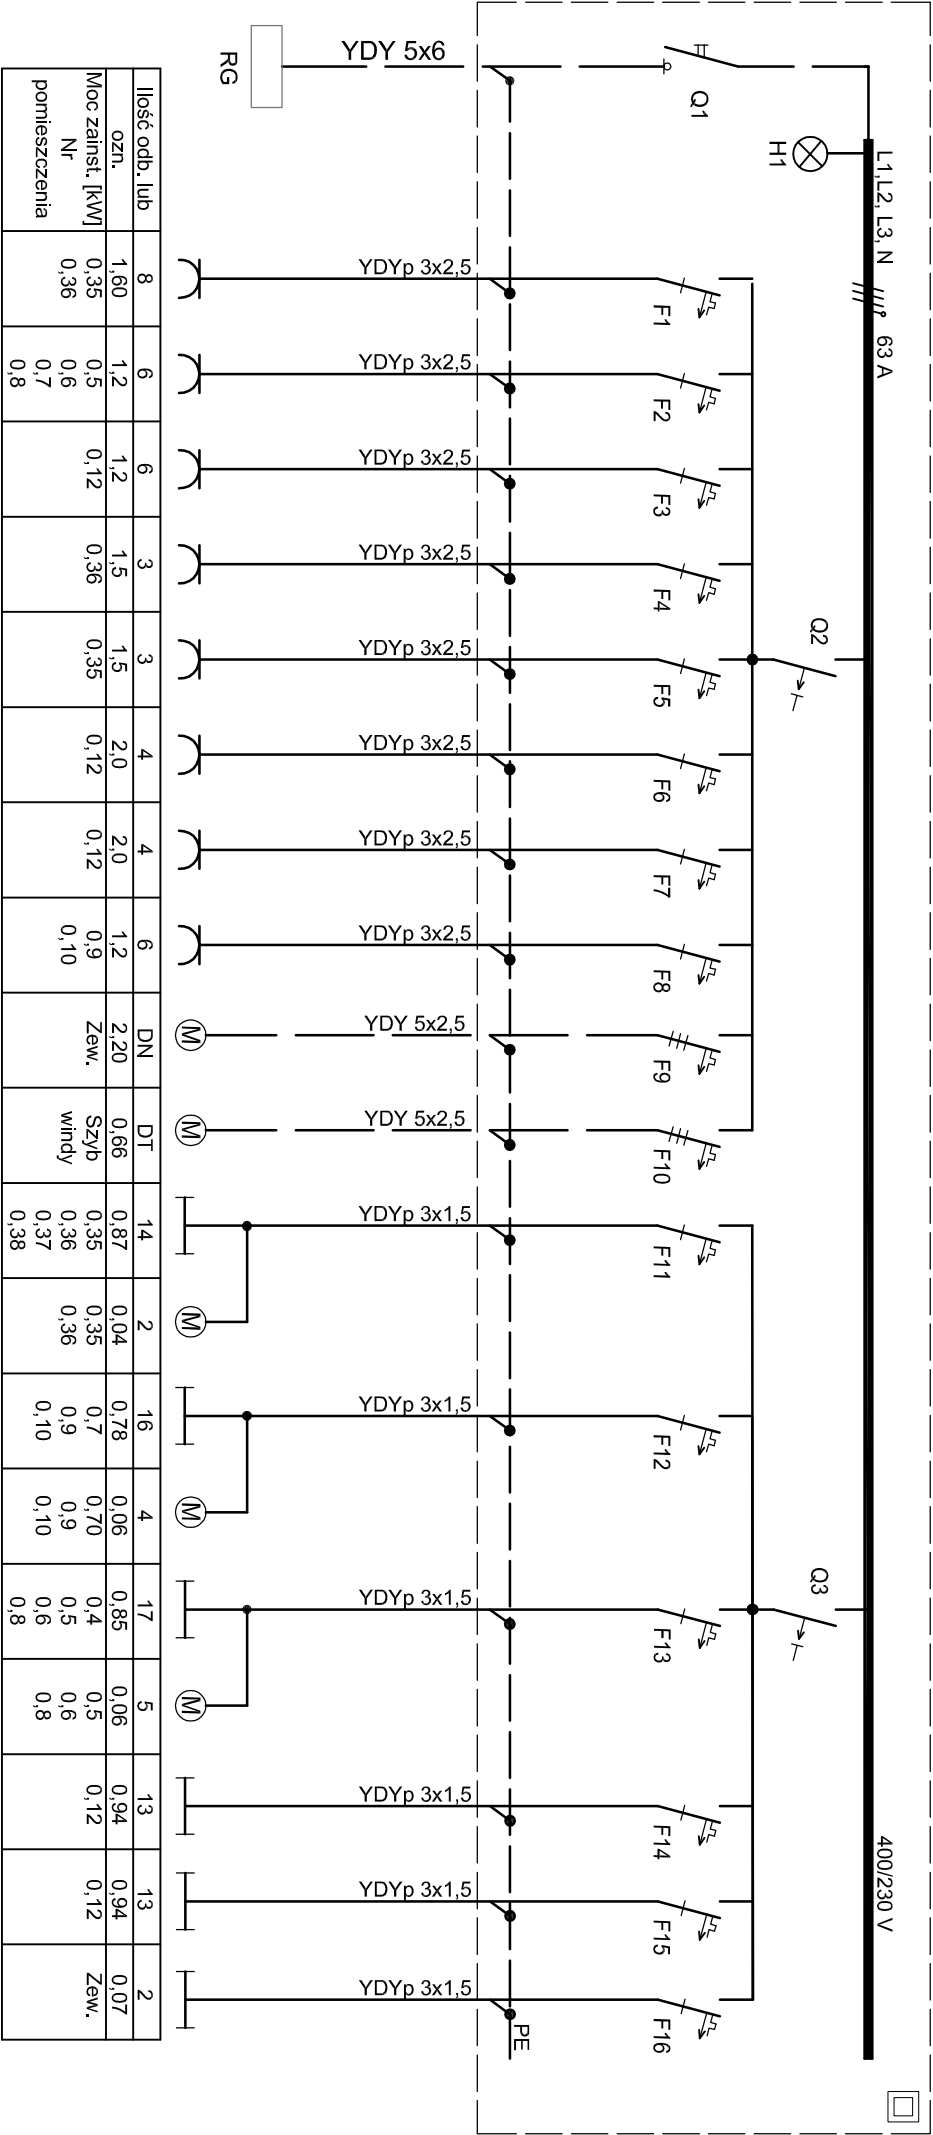 L1,L2, L3, N
63 A
400/230 V
H1
Q1
Q2
Q3
F1
F2
F3
F4
F5
F6
F7
F8
F9
F10
F11
F12
F13
F14
F15
F16
PE
RG
YDY 5x6
YDYp 3x2,5
YDYp 3x2,5
YDYp 3x2,5
YDYp 3x2,5
YDYp 3x2,5
YDYp 3x2,5
YDYp 3x2,5
YDYp 3x2,5
YDY 5x2,5
YDY 5x2,5
YDYp 3x1,5
YDYp 3x1,5
YDYp 3x1,5
YDYp 3x1,5
YDYp 3x1,5
YDYp 3x1,5
M
M
M
M
M
Ilość odb. lub
ozn.
Moc zainst. [kW]
Nr
pomieszczenia
8
1,60
0,35
0,36
6
1,2
0,5
0,6
0,7
0,8
6
1,2
0,12
3
1,5
0,36
3
1,5
0,35
4
2,0
0,12
4
2,0
0,12
6
1,2
0,9
0,10
DN
2,20
Zew.
DT
0,66
Szyb
windy
14
0,87
0,35
0,36
0,37
0,38
2
0,04
0,35
0,36
16
0,78
0,7
0,9
0,10
4
0,06
0,70
0,9
0,10
17
0,85
0,4
0,5
0,6
0,8
5
0,06
0,5
0,6
0,8
13
0,94
0,12
13
0,94
0,12
2
0,07
Zew.